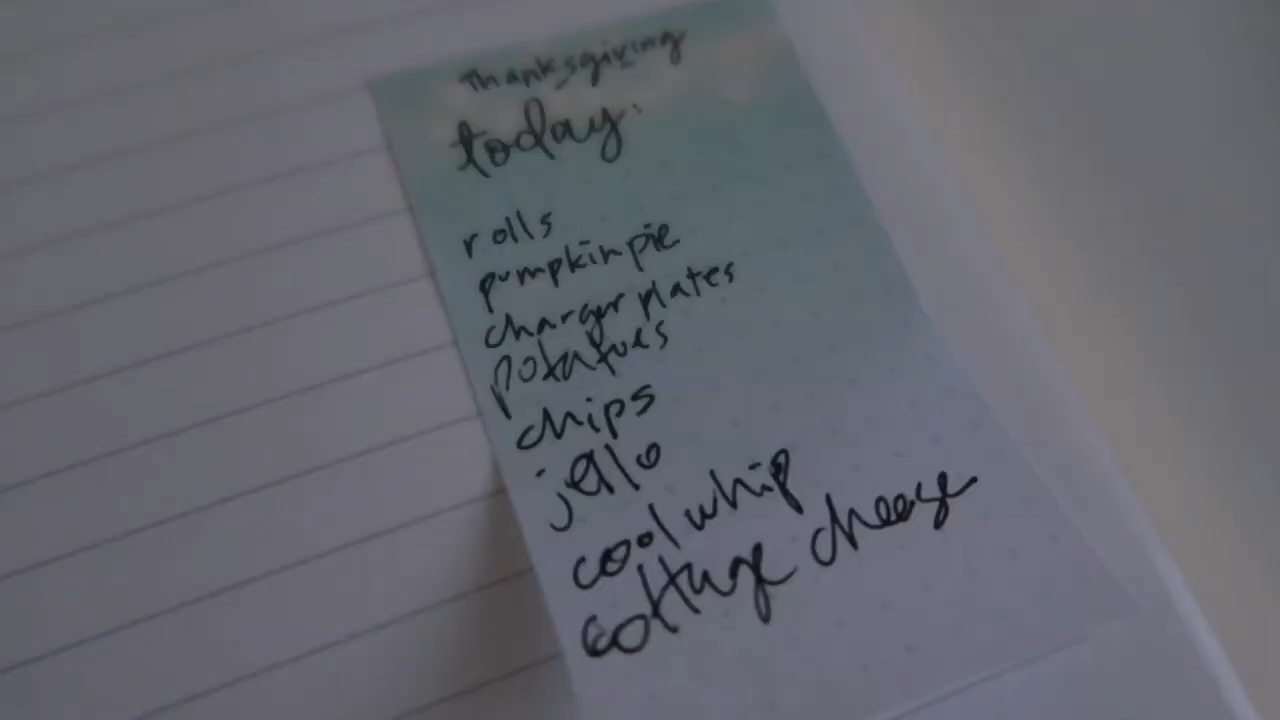 Thanksgiving
today:
rolls
pumpkin pie
charger plates
potatoes
chips
jello
cool whip
cottage cheese